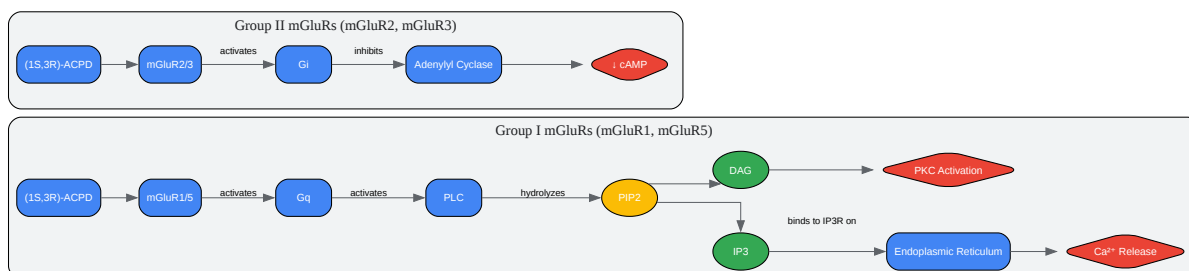 Group II mGluRs (mGluR2, mGluR3)
(1S,3R)-ACPD
mGluR2/3
activates
Gi
inhibits
Adenylyl Cyclase
↓ cAMP
Group I mGluRs (mGluR1, mGluR5)
(1S,3R)-ACPD
mGluR1/5
activates
Gq
activates
PLC
hydrolyzes
PIP2
DAG
PKC Activation
IP3
binds to IP3R on
Endoplasmic Reticulum
Ca²⁺ Release